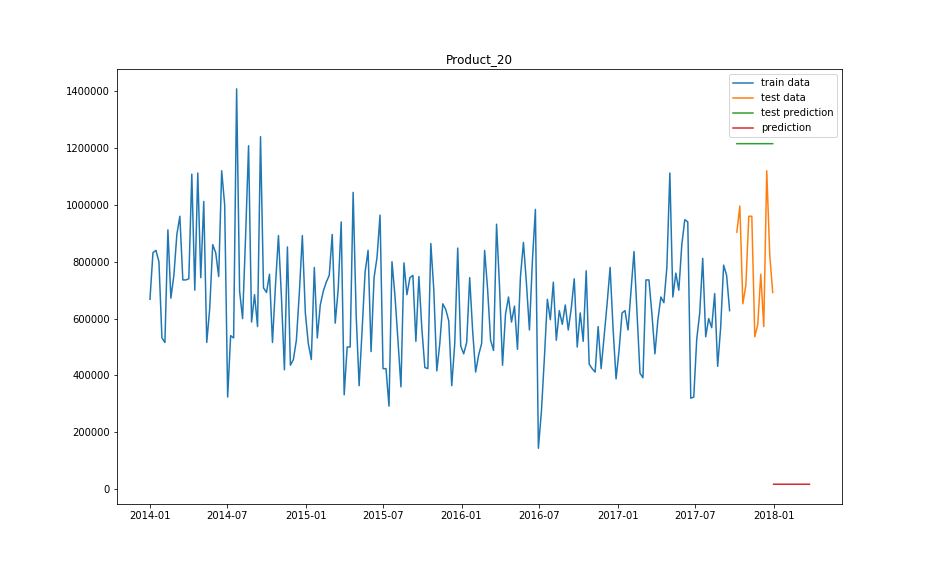 Product_20
train data
test data
test prediction
prediction
1400000
1200000
1000000
800000
600000
400000
200000
0
2014-01 2014-07 2015-01 2015-07 2016-01 2016-07 2017-01 2017-07 2018-01